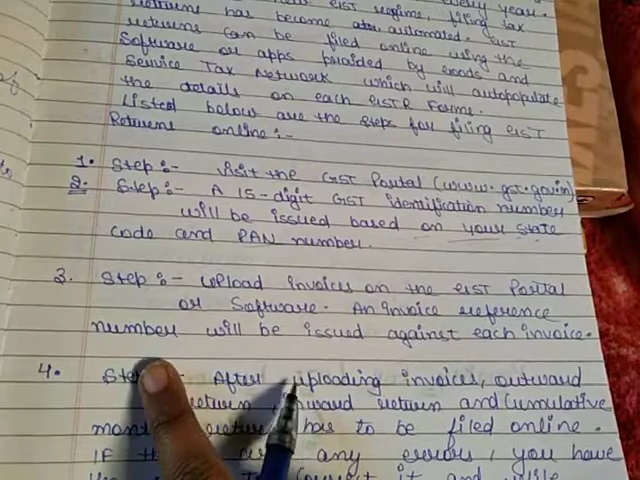 every year.
GST regime, filing tax
returns has become automated. GST
returns can be filed online using the
Software or apps provided by Goods and
Service Tax Network which will autopopulate
the details on each GSTR Forms.
Listed below are the steps for filing GST
Returns online:-
1. Step:- Visit the GST Portal (www.gst.gov.in)
2. Step:- A 15-digit GST identification number
will be issued based on your state
code and PAN number.
3. Step:- Upload invoices on the GST Portal
or Software. An invoice reference
number will be issued against each invoice.
4. Step :- After uploading invoices, outward
return, inward return and Cumulative
has to be filed online.
IF any errors, you have
it and